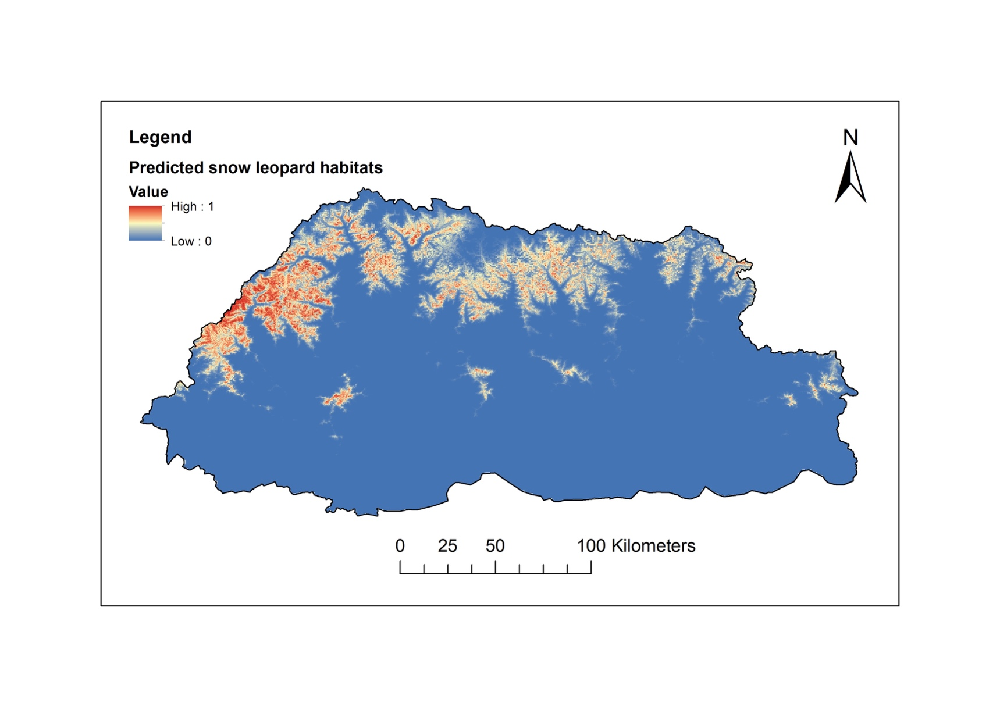 Legend
N
Predicted snow leopard habitats
Value
High : 1
Low : 0
0 25 50 100 Kilometers